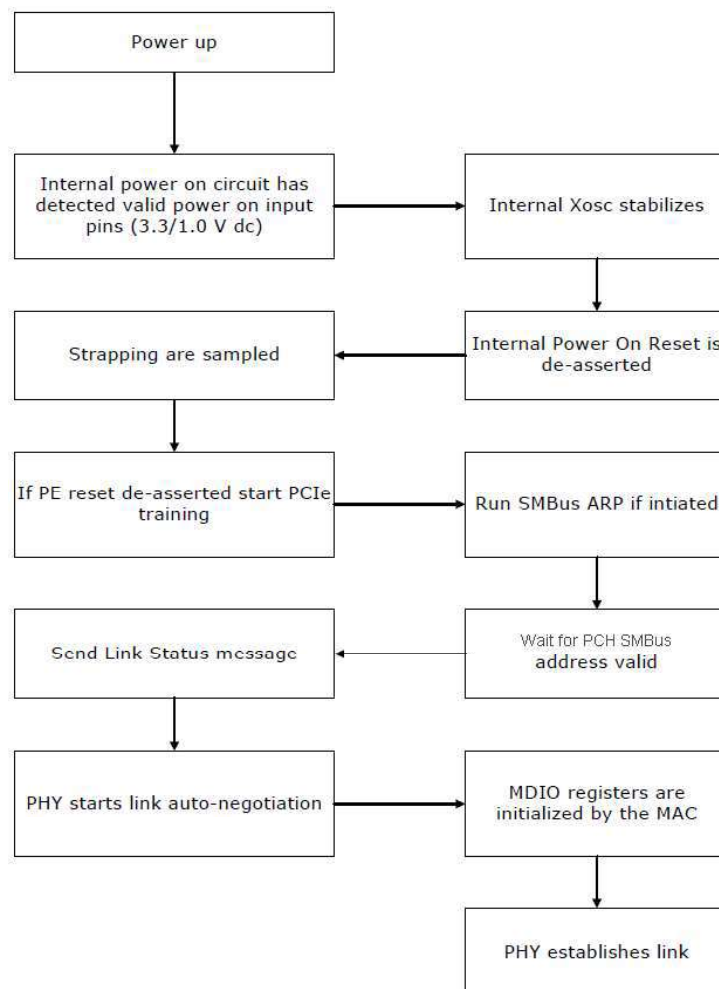 Power up
Internal power on circuit has
detected valid power on input
pins (3.3/1.0 V dc)
Internal Xosc stabilizes
Internal Power On Reset is
de-asserted
Strapping are sampled
If PE reset de-asserted start PCIe
training
Run SMBus ARP if intiated
Wait for PCH SMBus
address valid
Send Link Status message
PHY starts link auto-negotiation
MDIO registers are
initialized by the MAC
PHY establishes link